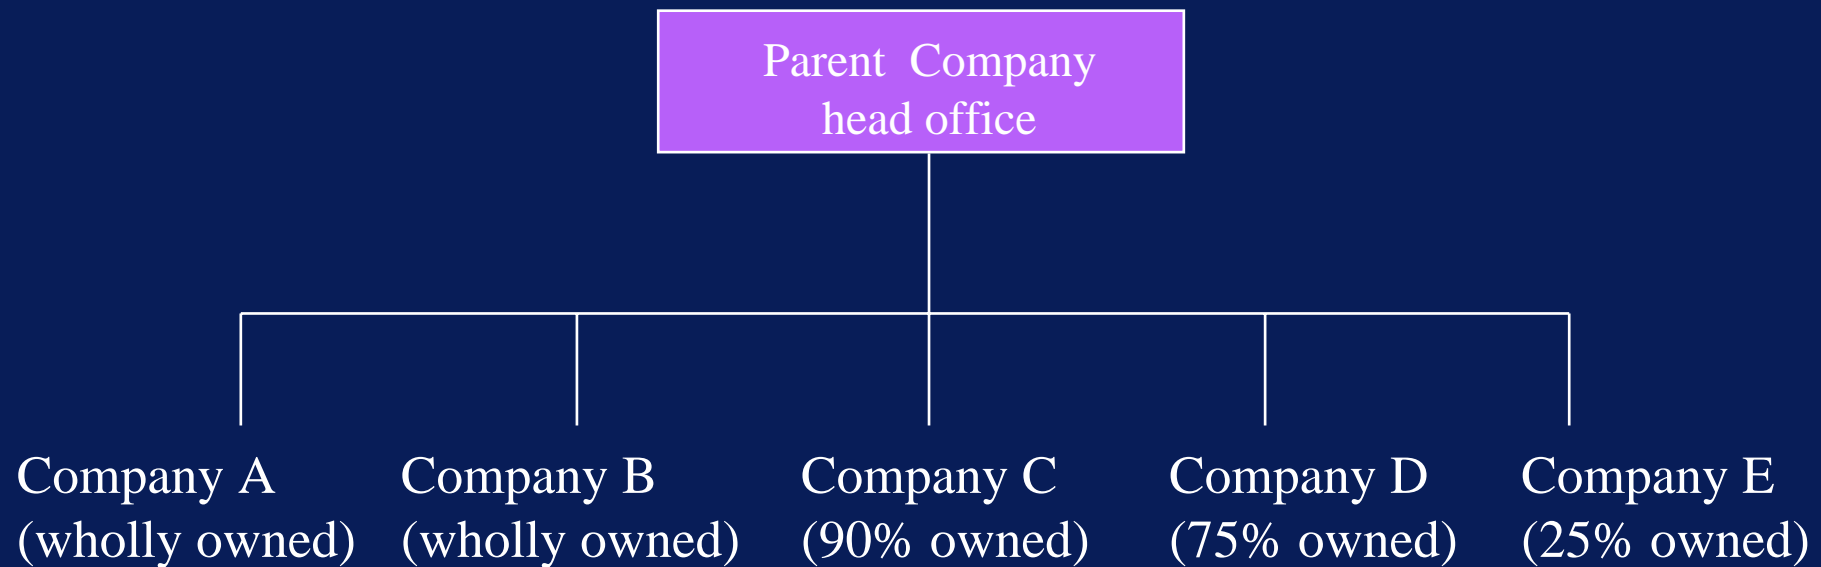 Parent Company
head office
Company A
(wholly owned)
Company B
(wholly owned)
Company C
(90% owned)
Company D
(75% owned)
Company E
(25% owned)